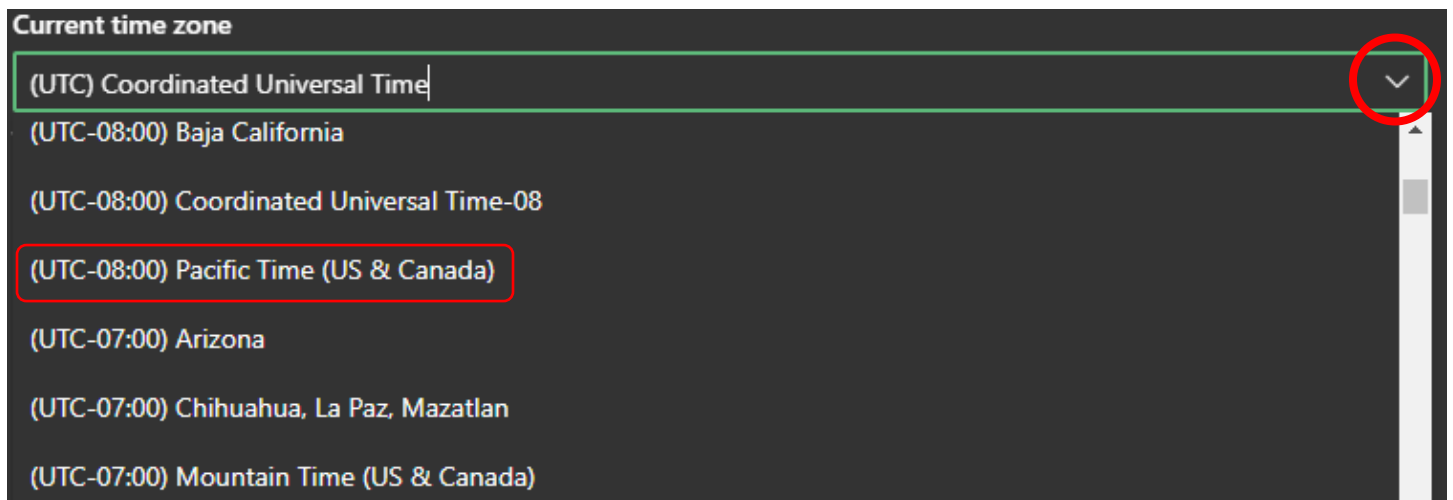 Current time zone
(UTC) Coordinated Universal Time
(UTC-08:00) Baja California
(UTC-08:00) Coordinated Universal Time-08
(UTC-08:00) Pacific Time (US & Canada)
(UTC-07:00) Arizona
(UTC-07:00) Chihuahua, La Paz, Mazatlan
(UTC-07:00) Mountain Time (US & Canada)